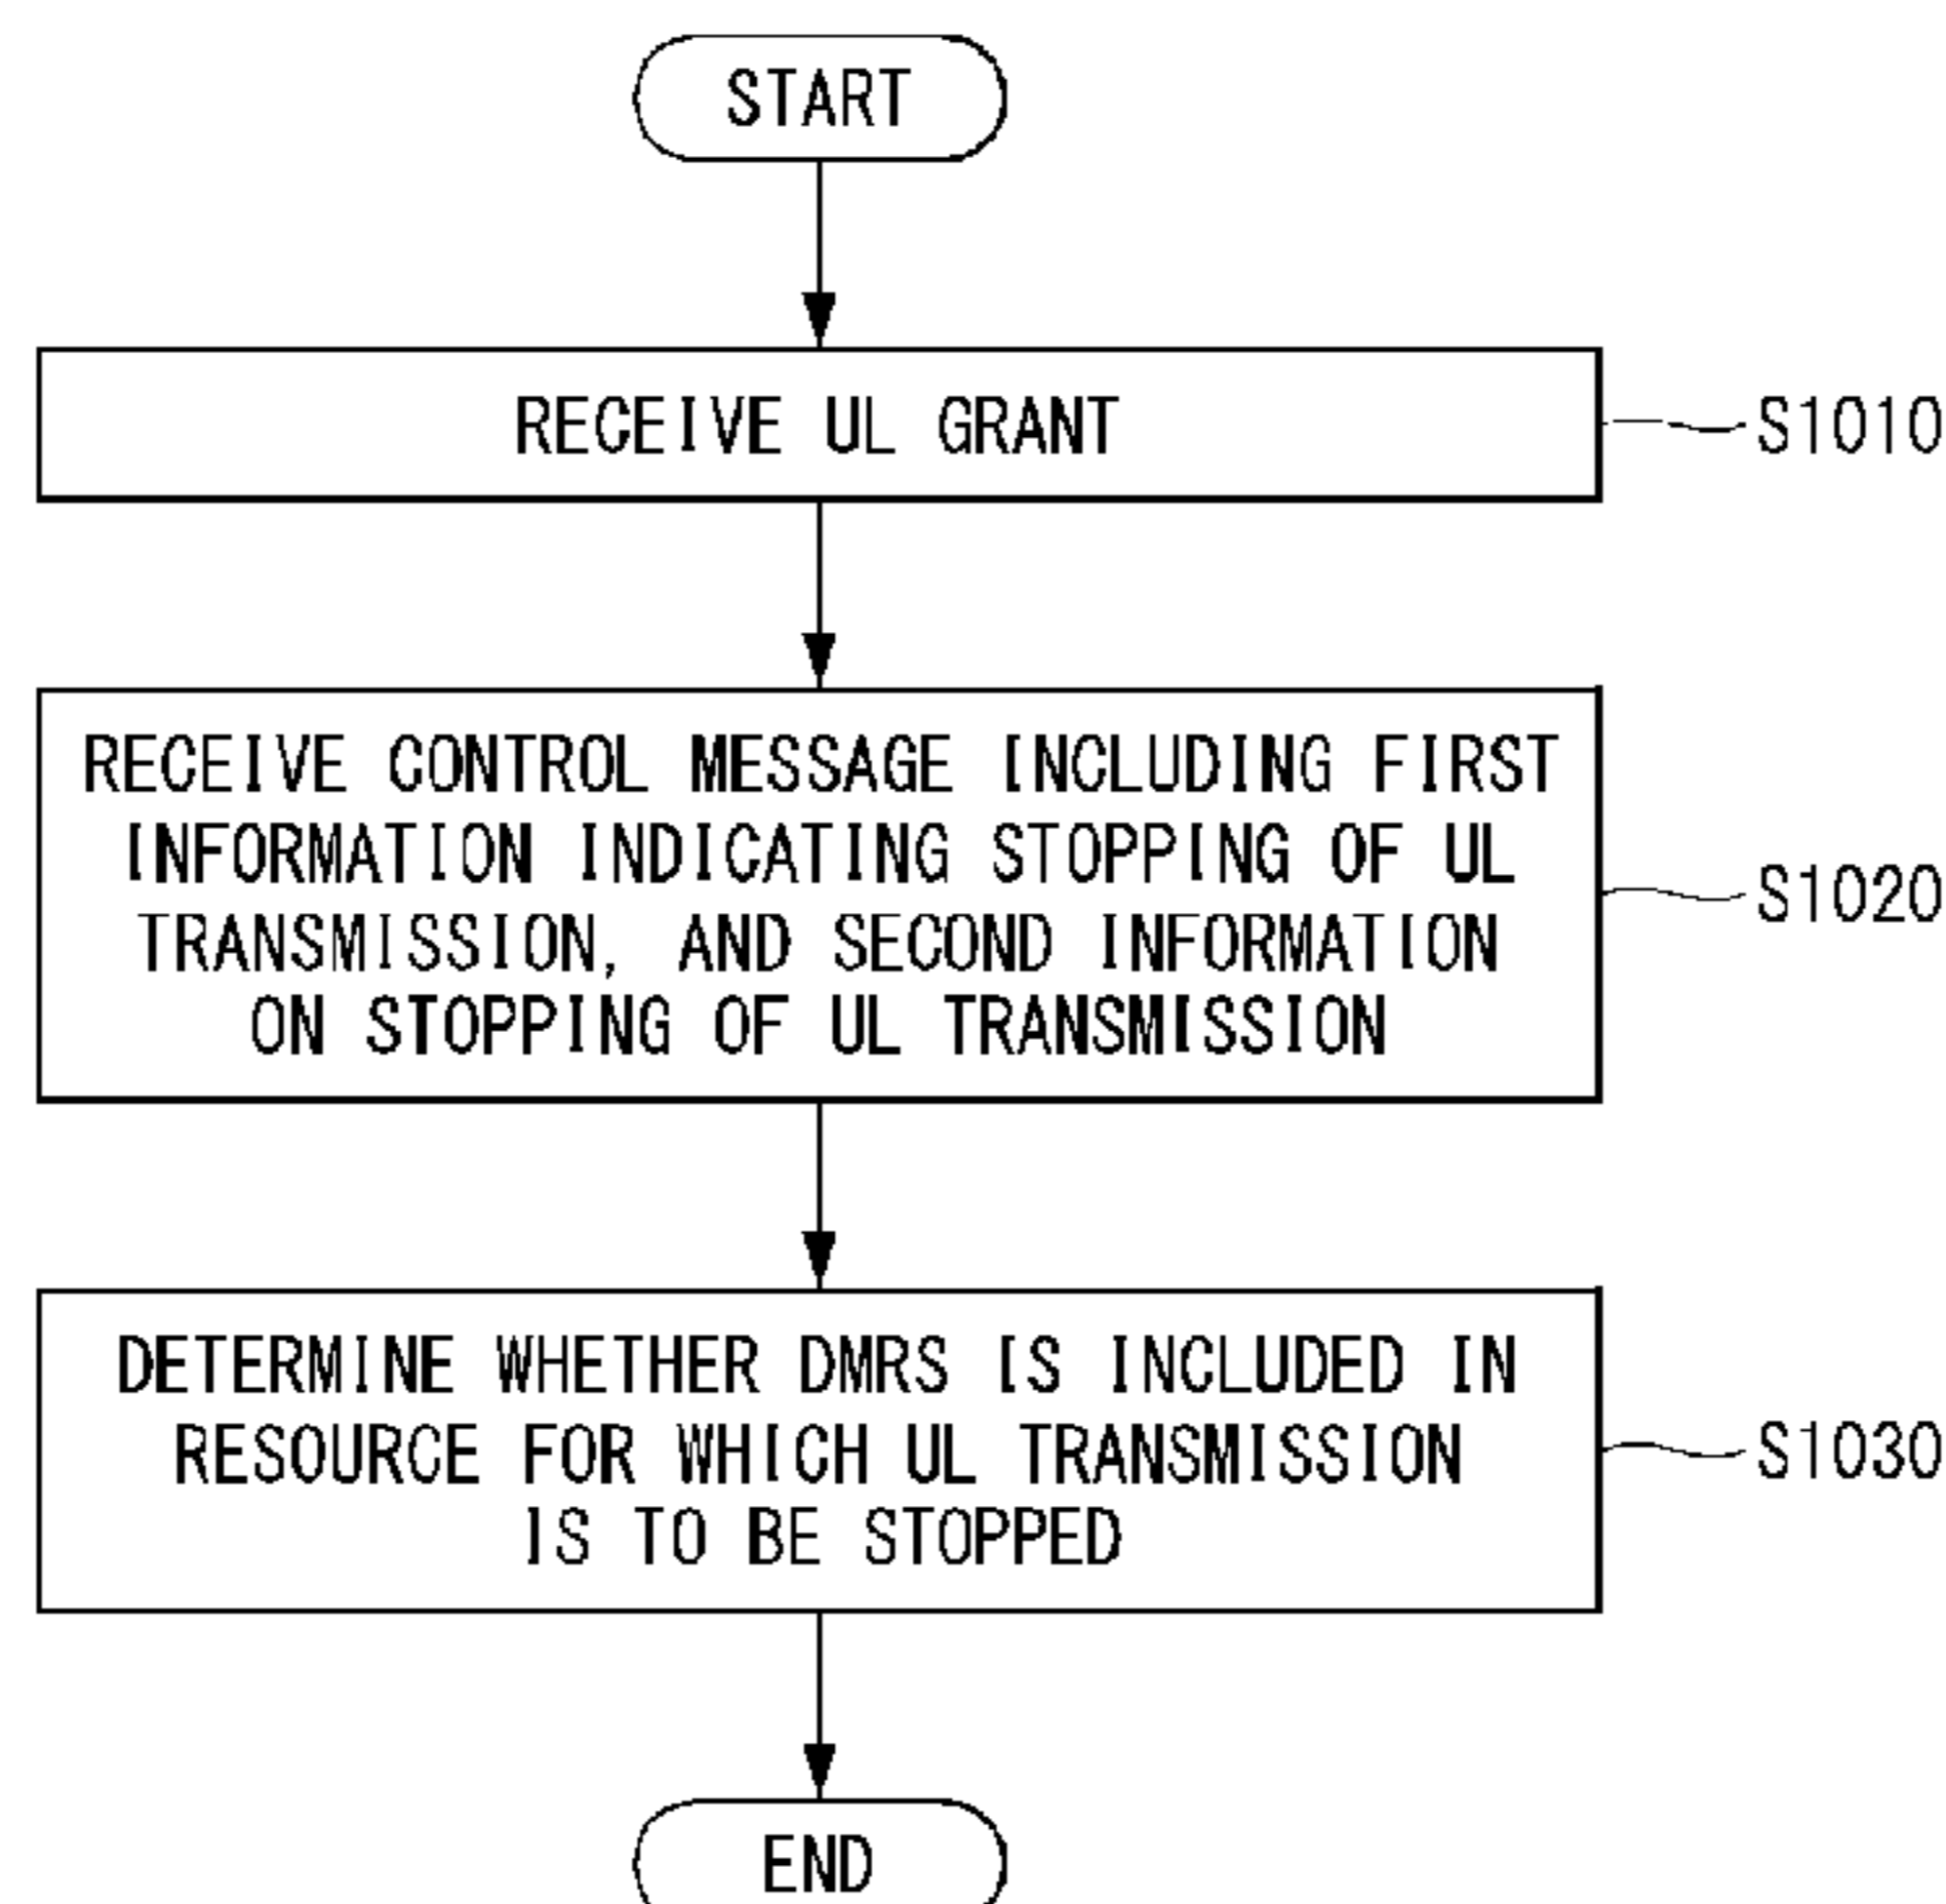 START
RECEIVE UL GRANT
S1010
RECEIVE CONTROL MESSAGE INCLUDING FIRST
INFORMATION INDICATING STOPPING OF UL
TRANSMISSION, AND SECOND INFORMATION
ON STOPPING OF UL TRANSMISSION
S1020
DETERMINE WHETHER DMRS IS INCLUDED IN
RESOURCE FOR WHICH UL TRANSMISSION
IS TO BE STOPPED
S1030
END